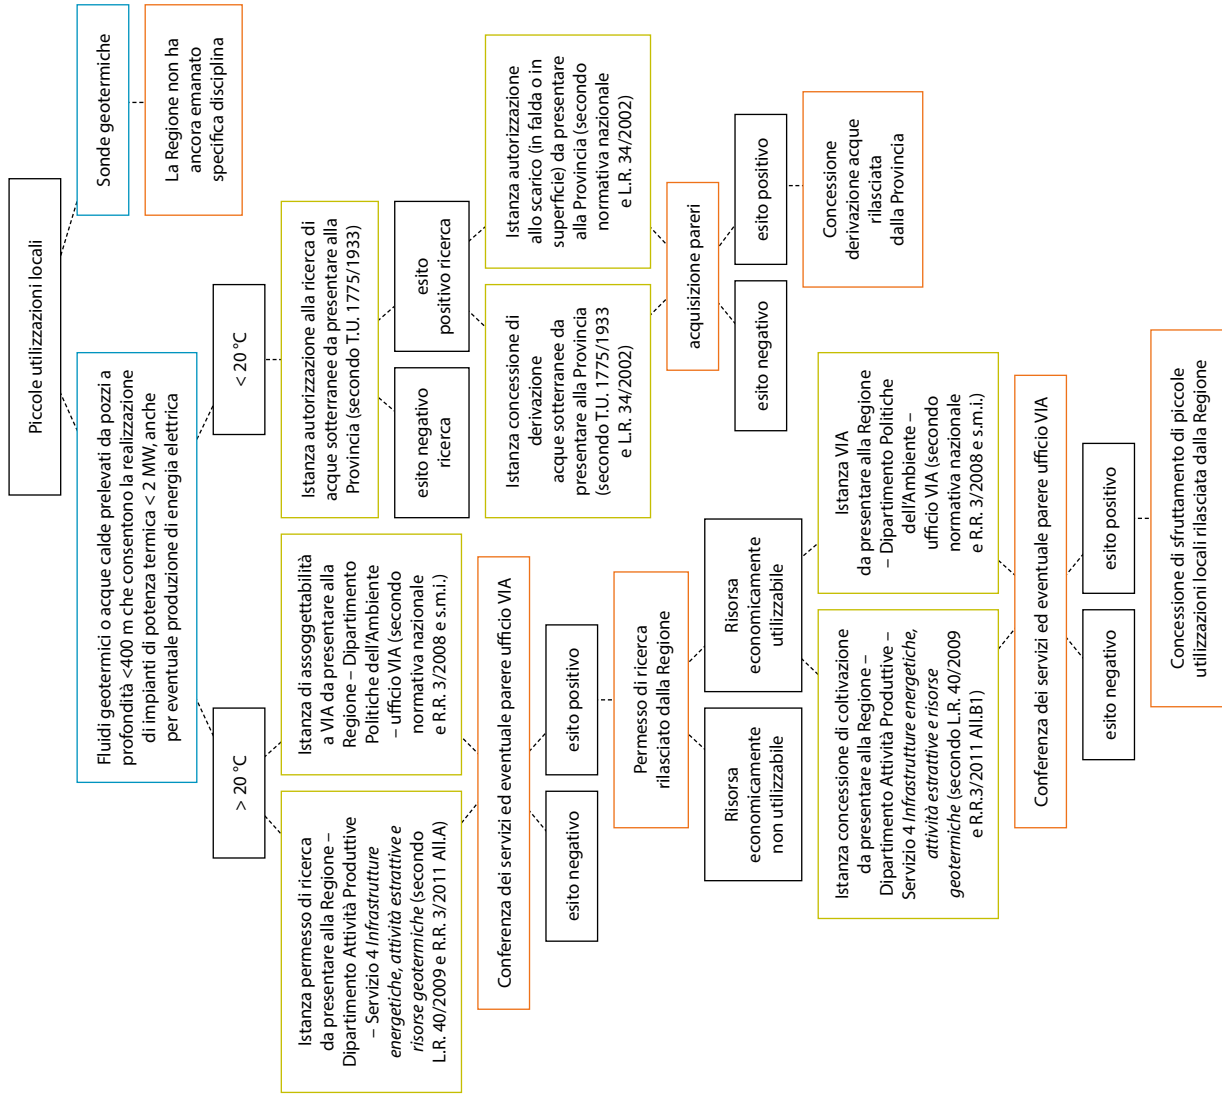 Piccole utilizzazioni locali
Fluidi geotermici o acque calde prelevati da pozzi a
profondità <400 m che consentono la realizzazione
di impianti di potenza termica < 2 MW, anche
per eventuale produzione di energia elettrica
Sonde geotermiche
La Regione non ha
ancora emanato
specifica disciplina
> 20 °C
< 20 °C
Istanza permesso di ricerca
da presentare alla Regione –
Dipartimento Attività Produttive
– Servizio 4 Infrastrutture
energetiche, attività estrattive e
risorse geotermiche (secondo
L.R. 40/2009 e R.R. 3/2011 All.A)
Istanza di assoggettabilità
a VIA da presentare alla
Regione – Dipartimento
Politiche dell'Ambiente
– ufficio VIA (secondo
normativa nazionale
e R.R. 3/2008 e s.m.i.)
Istanza autorizzazione alla ricerca di
acque sotterranee da presentare alla
Provincia (secondo T.U. 1775/1933)
esito negativo
ricerca
esito
positivo ricerca
Conferenza dei servizi ed eventuale parere ufficio VIA
Istanza concessione di
derivazione
acque sotterranee da
presentare alla Provincia
(secondo T.U. 1775/1933
e L.R. 34/2002)
Istanza autorizzazione
allo scarico (in falda o in
superficie) da presentare
alla Provincia (secondo
normativa nazionale
e L.R. 34/2002)
esito negativo
esito positivo
Permesso di ricerca
rilasciato dalla Regione
acquisizione pareri
Risorsa
economicamente
non utilizzabile
Risorsa
economicamente
utilizzabile
esito negativo
esito positivo
Istanza concessione di coltivazione
da presentare alla Regione –
Dipartimento Attività Produttive –
Servizio 4 Infrastrutture energetiche,
attività estrattive e risorse
geotermiche (secondo L.R. 40/2009
e R.R.3/2011 All.B1)
Istanza VIA
da presentare alla Regione
– Dipartimento Politiche
dell'Ambiente –
ufficio VIA (secondo
normativa nazionale
e R.R. 3/2008 e s.m.i.)
Concessione
derivazione acque
rilasciata
dalla Provincia
Conferenza dei servizi ed eventuale parere ufficio VIA
esito negativo
esito positivo
Concessione di sfruttamento di piccole
utilizzazioni locali rilasciata dalla Regione